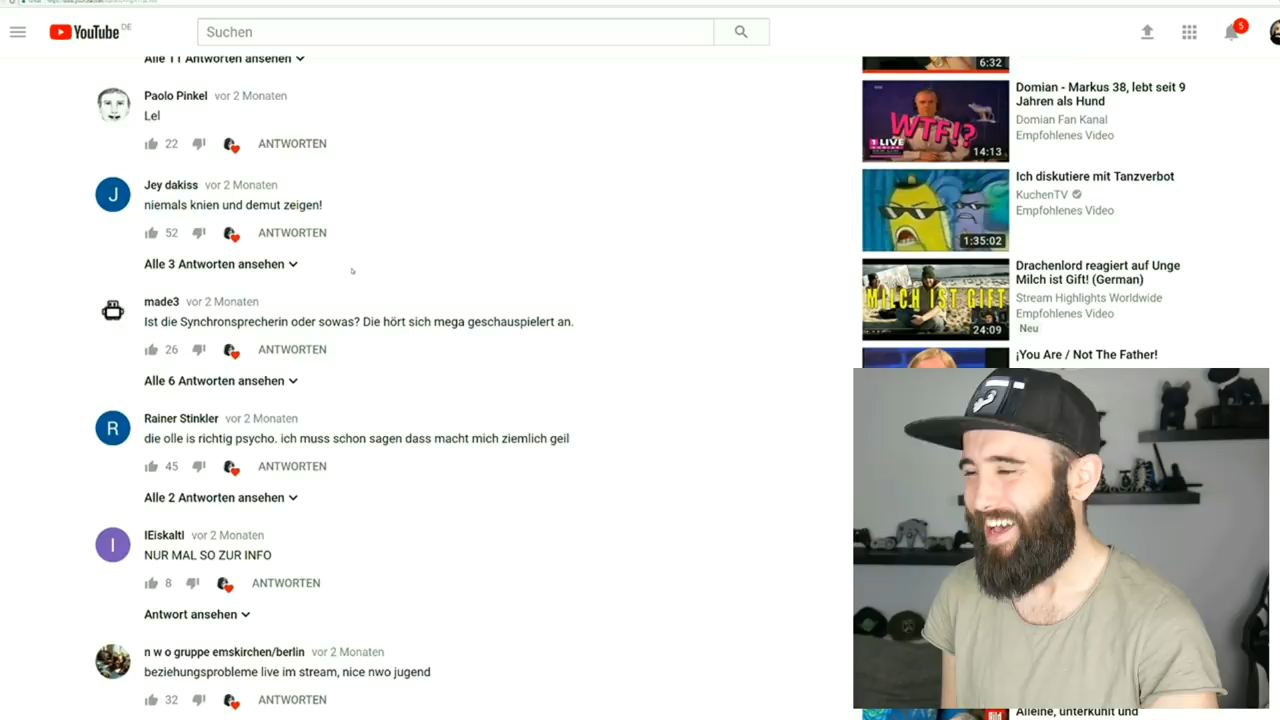 YouTube DE
Suchen
5
Alle 11 Antworten ansehen
Paolo Pinkel vor 2 Monaten
Lel
22 ANTWORTEN
Jey dakiss vor 2 Monaten
niemals knien und demut zeigen!
52 ANTWORTEN
Alle 3 Antworten ansehen
made3 vor 2 Monaten
Ist die Synchronsprecherin oder sowas? Die hört sich mega geschauspielert an.
26 ANTWORTEN
Alle 6 Antworten ansehen
Rainer Stinkler vor 2 Monaten
die olle is richtig psycho. ich muss schon sagen dass macht mich ziemlich geil
45 ANTWORTEN
Alle 2 Antworten ansehen
IEiskaltI vor 2 Monaten
NUR MAL SO ZUR INFO
8 ANTWORTEN
Antwort ansehen
n w o gruppe emskirchen/berlin vor 2 Monaten
beziehungsprobleme live im stream, nice nwo jugend
32 ANTWORTEN
J
R
I
6:32
WTF!?
1 LIVE
14:13
Domian - Markus 38, lebt seit 9
Jahren als Hund
Domian Fan Kanal
Empfohlenes Video
1:35:02
Ich diskutiere mit Tanzverbot
KuchenTV
Empfohlenes Video
MILCH IST GIFT
24:09
Drachenlord reagiert auf Unge
Milch ist Gift! (German)
Stream Highlights Worldwide
Empfohlenes Video
Neu
¡You Are / Not The Father!
Alleine, unterkühlt und